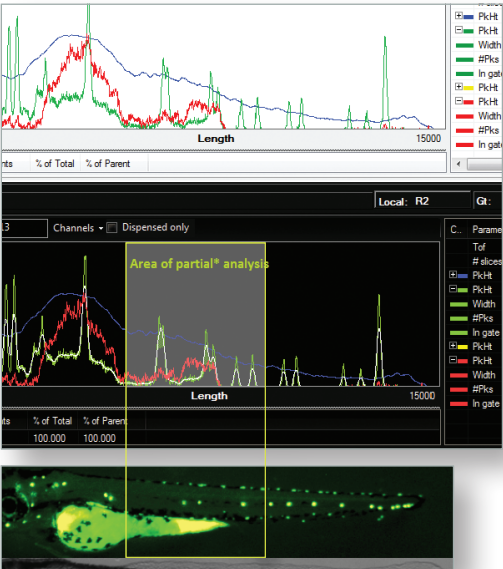 PkHt
PkHt
Width
#Pks
In gate
PkHt
PkHt
Width
#Pks
In gate
Length
15000
% of Total % of Parent
Local: R2
Gt:
Channels
Dispensed only
C..
Area of partial* analysis
Tof
# slices
PkHt
PkHt
Width
#Pks
In gate
PkHt
PkHt
Width
#Pks
In gate
Length
15000
% of Total % of Parent
100.000 100.000